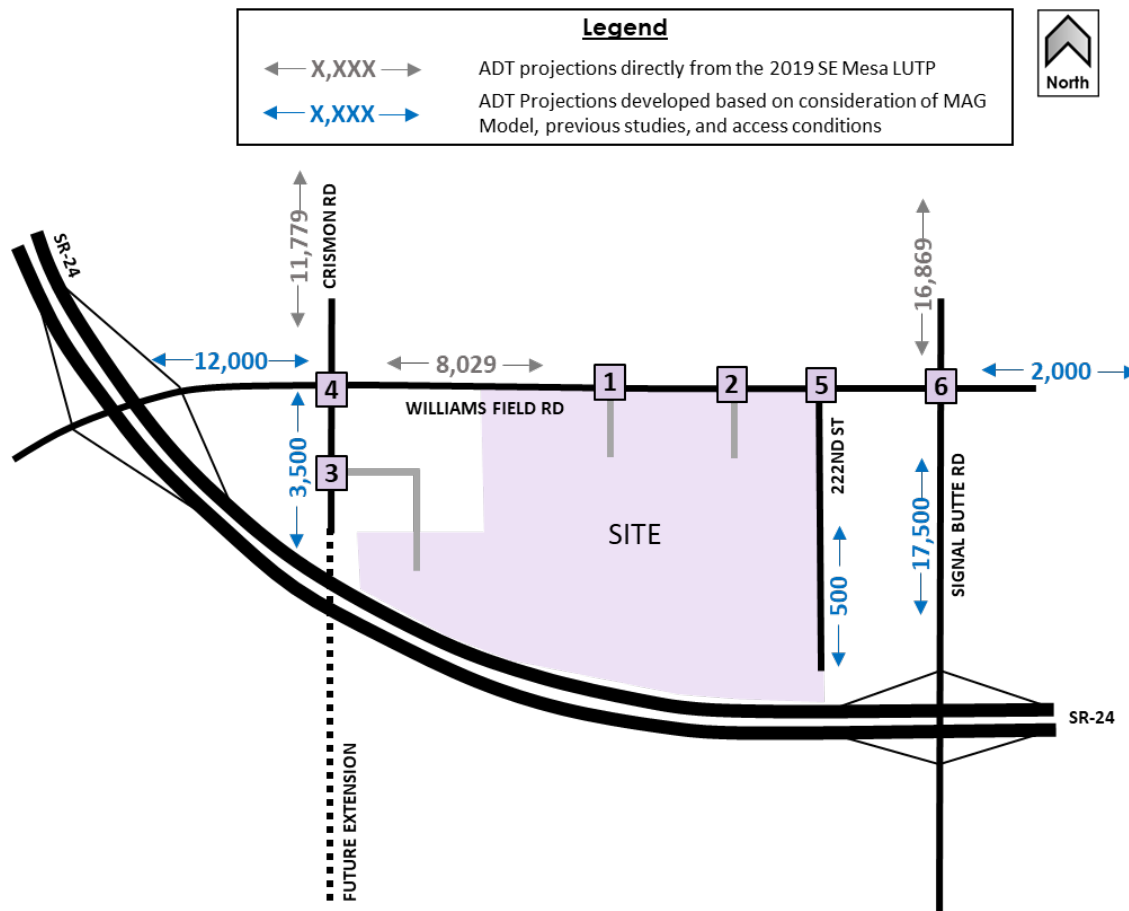 Legend
X,XXX
ADT projections directly from the 2019 SE Mesa LUTP
X,XXX
ADT Projections developed based on consideration of MAG
Model, previous studies, and access conditions
North
SR-24
11,779
CRISMON RD
16,869
12,000
8,029
2,000
4
1
2
5
6
WILLIAMS FIELD RD
3,500
3
222ND ST
SIGNAL BUTTE RD
17,500
SITE
500
SR-24
FUTURE EXTENSION